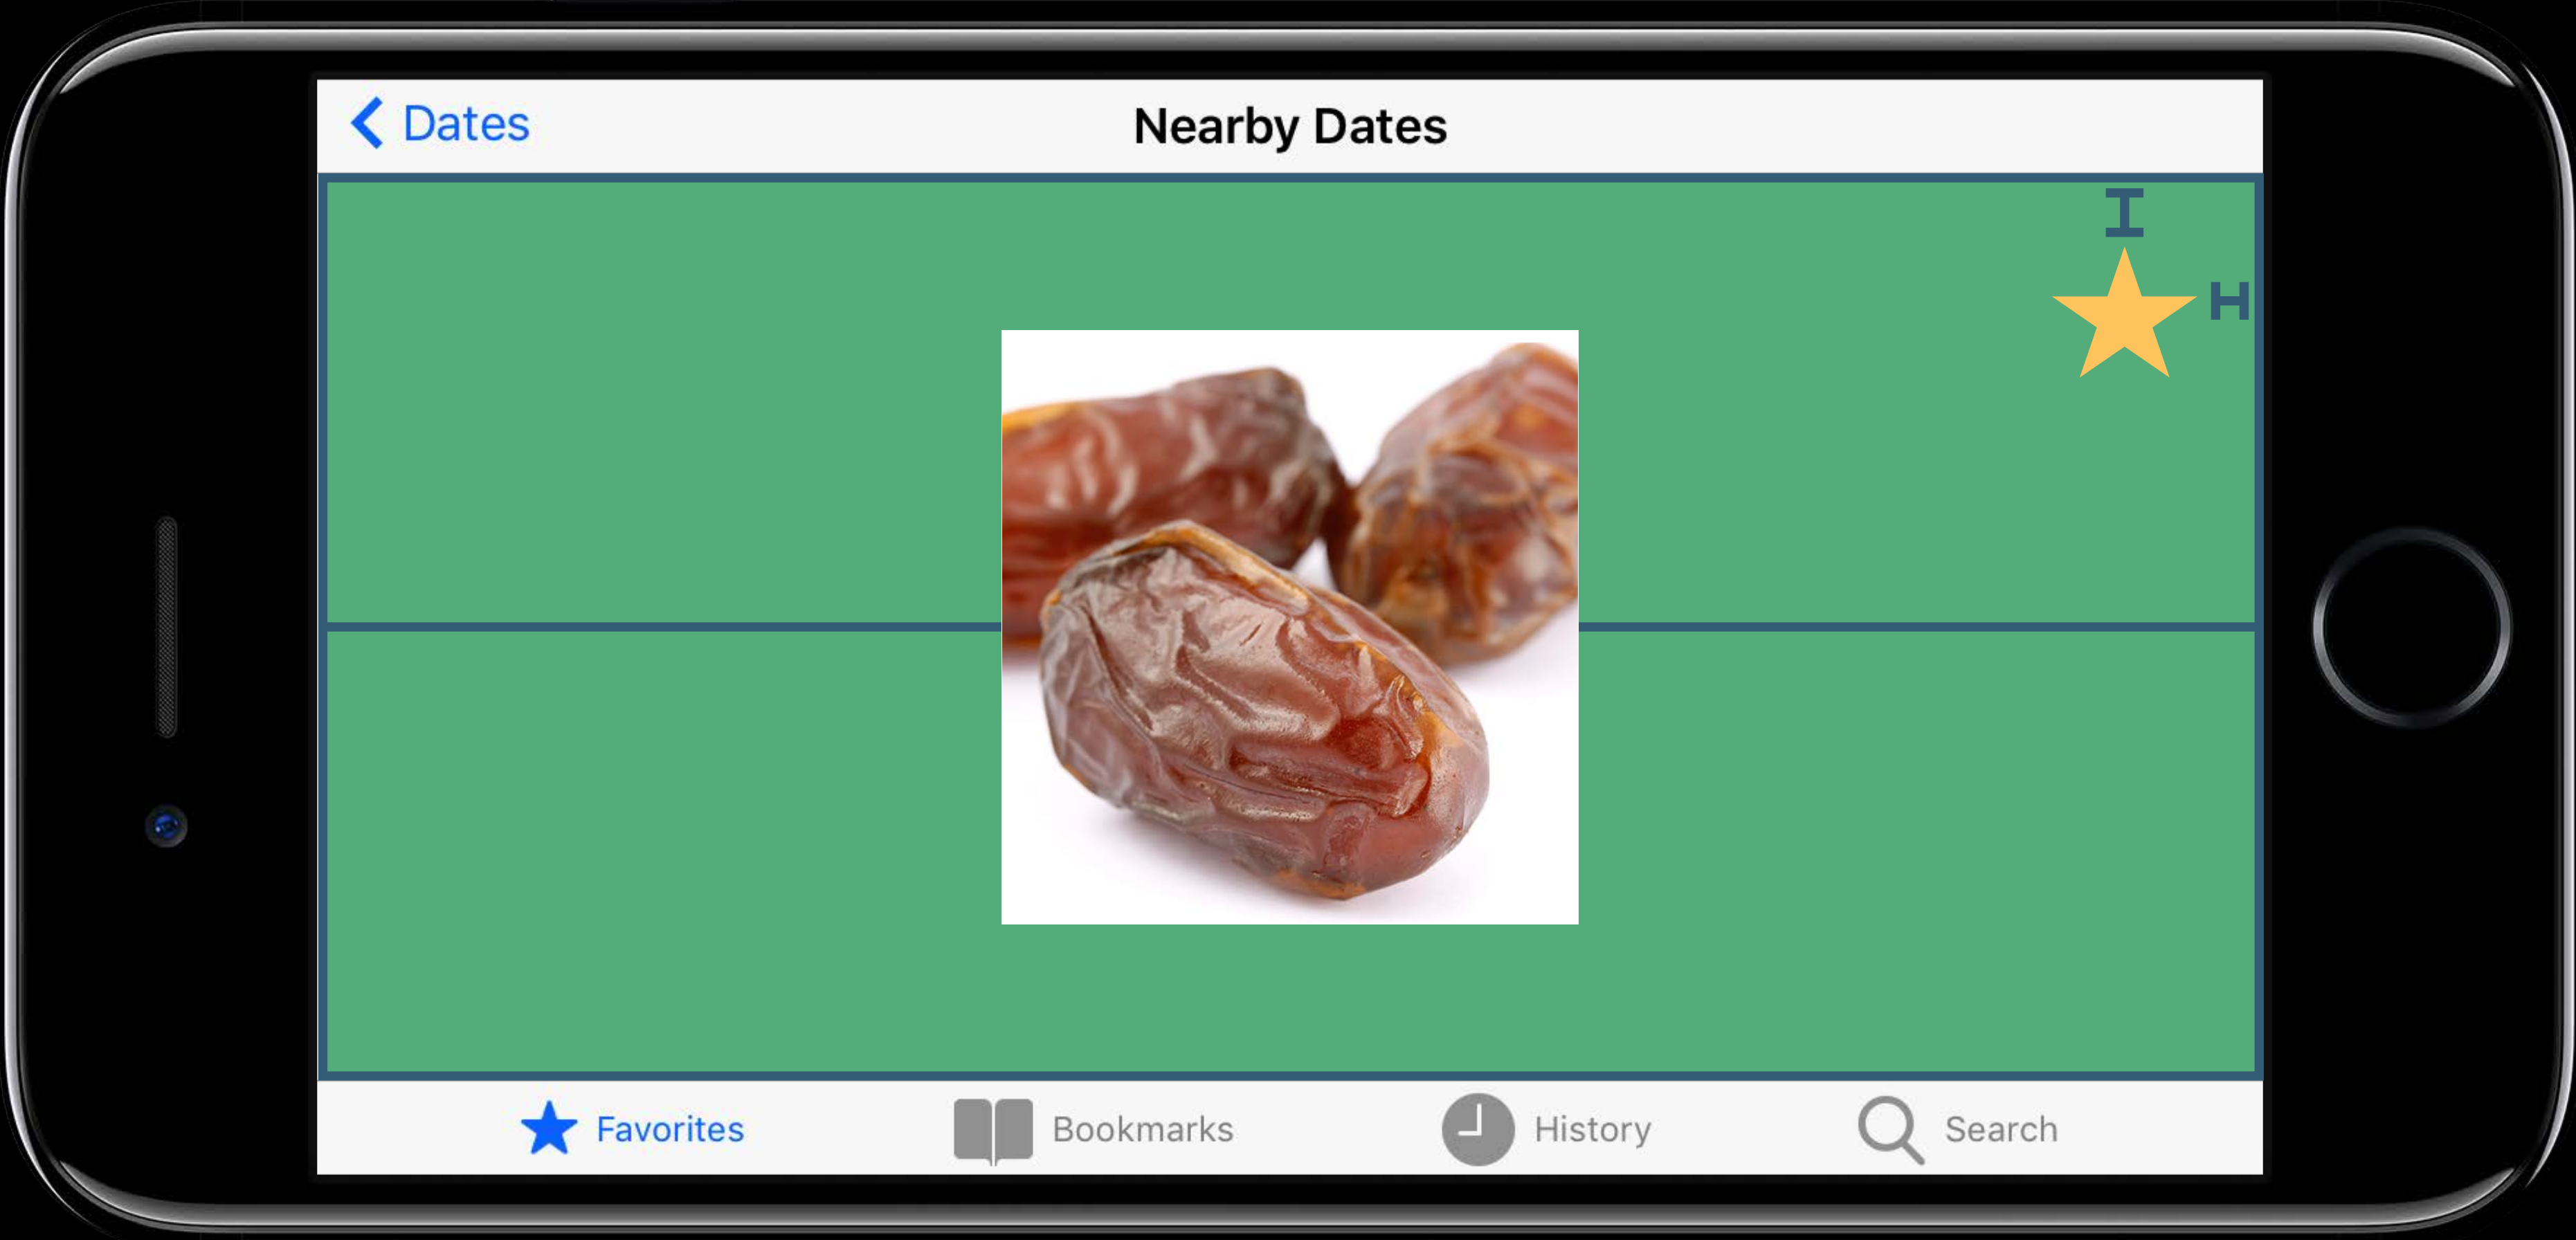 Dates
Nearby Dates
Favorites
Bookmarks
History
Search